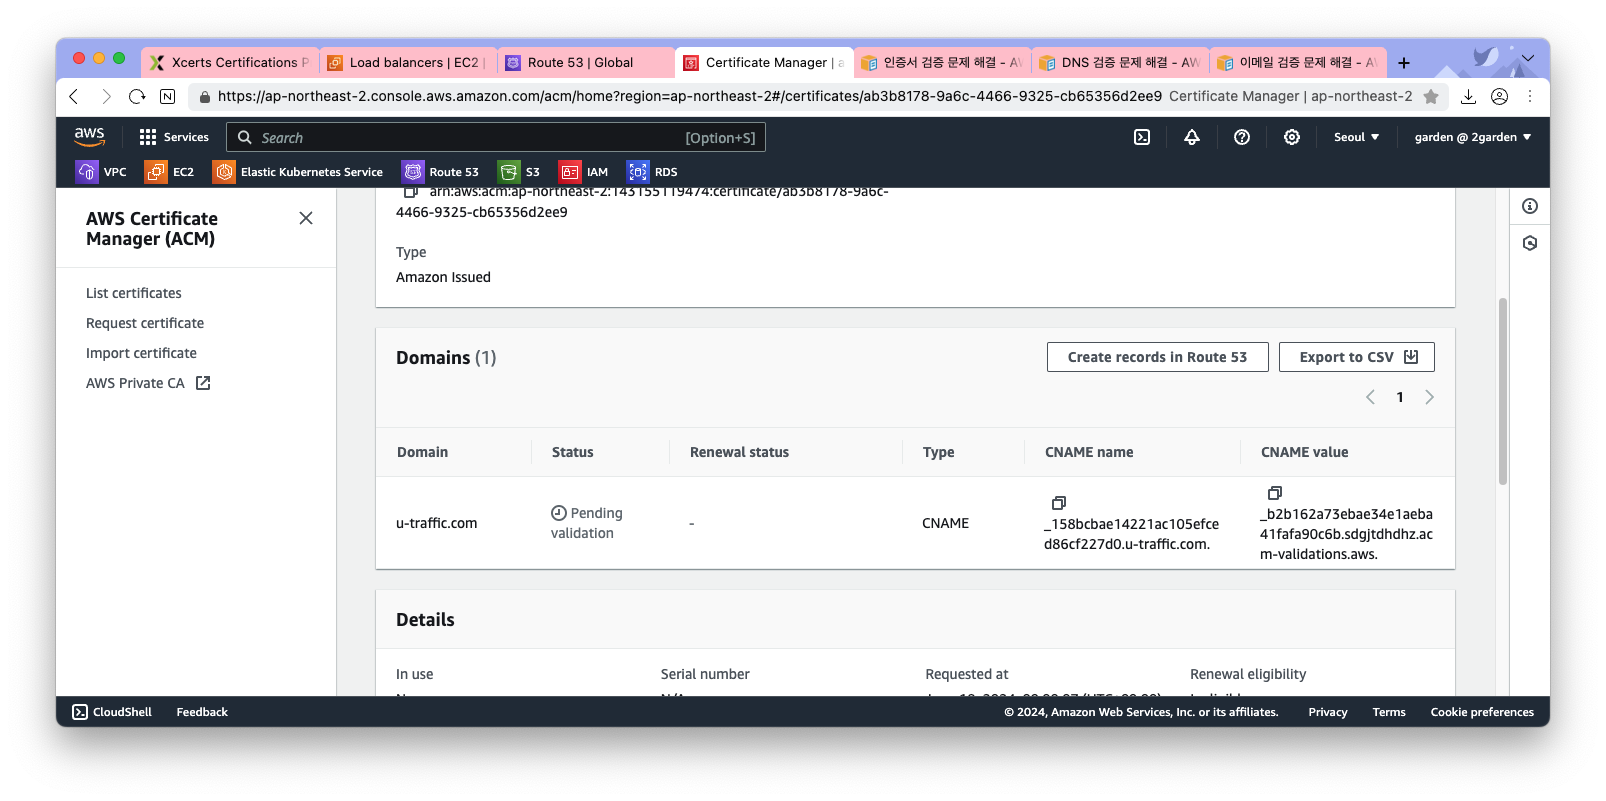 Xcerts Certifications P
Load balancers | EC2 |
Route 53 | Global
Certificate Manager | a
인증서 검증 문제 해결 - AW
DNS 검증 문제 해결 - AW
이메일 검증 문제 해결 - AW
https://ap-northeast-2.console.aws.amazon.com/acm/home?region=ap-northeast-2#/certificates/ab3b8178-9a6c-4466-9325-cb65356d2ee9 Certificate Manager | ap-northeast-2
aws
Services
Search
[Option+S]
Seoul
garden @ 2garden
VPC
EC2
Elastic Kubernetes Service
Route 53
S3
IAM
RDS
AWS Certificate
Manager (ACM)
List certificates
Request certificate
Import certificate
AWS Private CA
arn:aws:acm:ap-northeast-2:143155119474:certificate/ab3b8178-9a6c-
4466-9325-cb65356d2ee9
Type
Amazon Issued
Domains (1)
Create records in Route 53
Export to CSV
1
Domain
Status
Renewal status
Type
CNAME name
CNAME value
u-traffic.com
Pending
validation
-
CNAME
_158bcbae14221ac105efce
d86cf227d0.u-traffic.com.
_b2b162a73ebae34e1aeba
41fafa90c6b.sdgjtdhdhz.ac
m-validations.aws.
Details
In use
Serial number
Requested at
Renewal eligibility
CloudShell
Feedback
© 2024, Amazon Web Services, Inc. or its affiliates.
Privacy
Terms
Cookie preferences